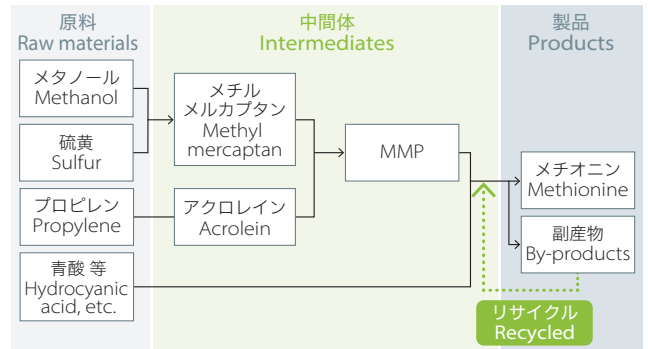 原料
Raw materials
中間体
Intermediates
製品
Products
メタノール
Methanol
硫黄
Sulfur
プロピレン
Propylene
青酸 等
Hydrocyanic
acid, etc.
メチル
メルカプタン
Methyl
mercaptan
アクロレイン
Acrolein
MMP
メチオニン
Methionine
副産物
By-products
リサイクル
Recycled